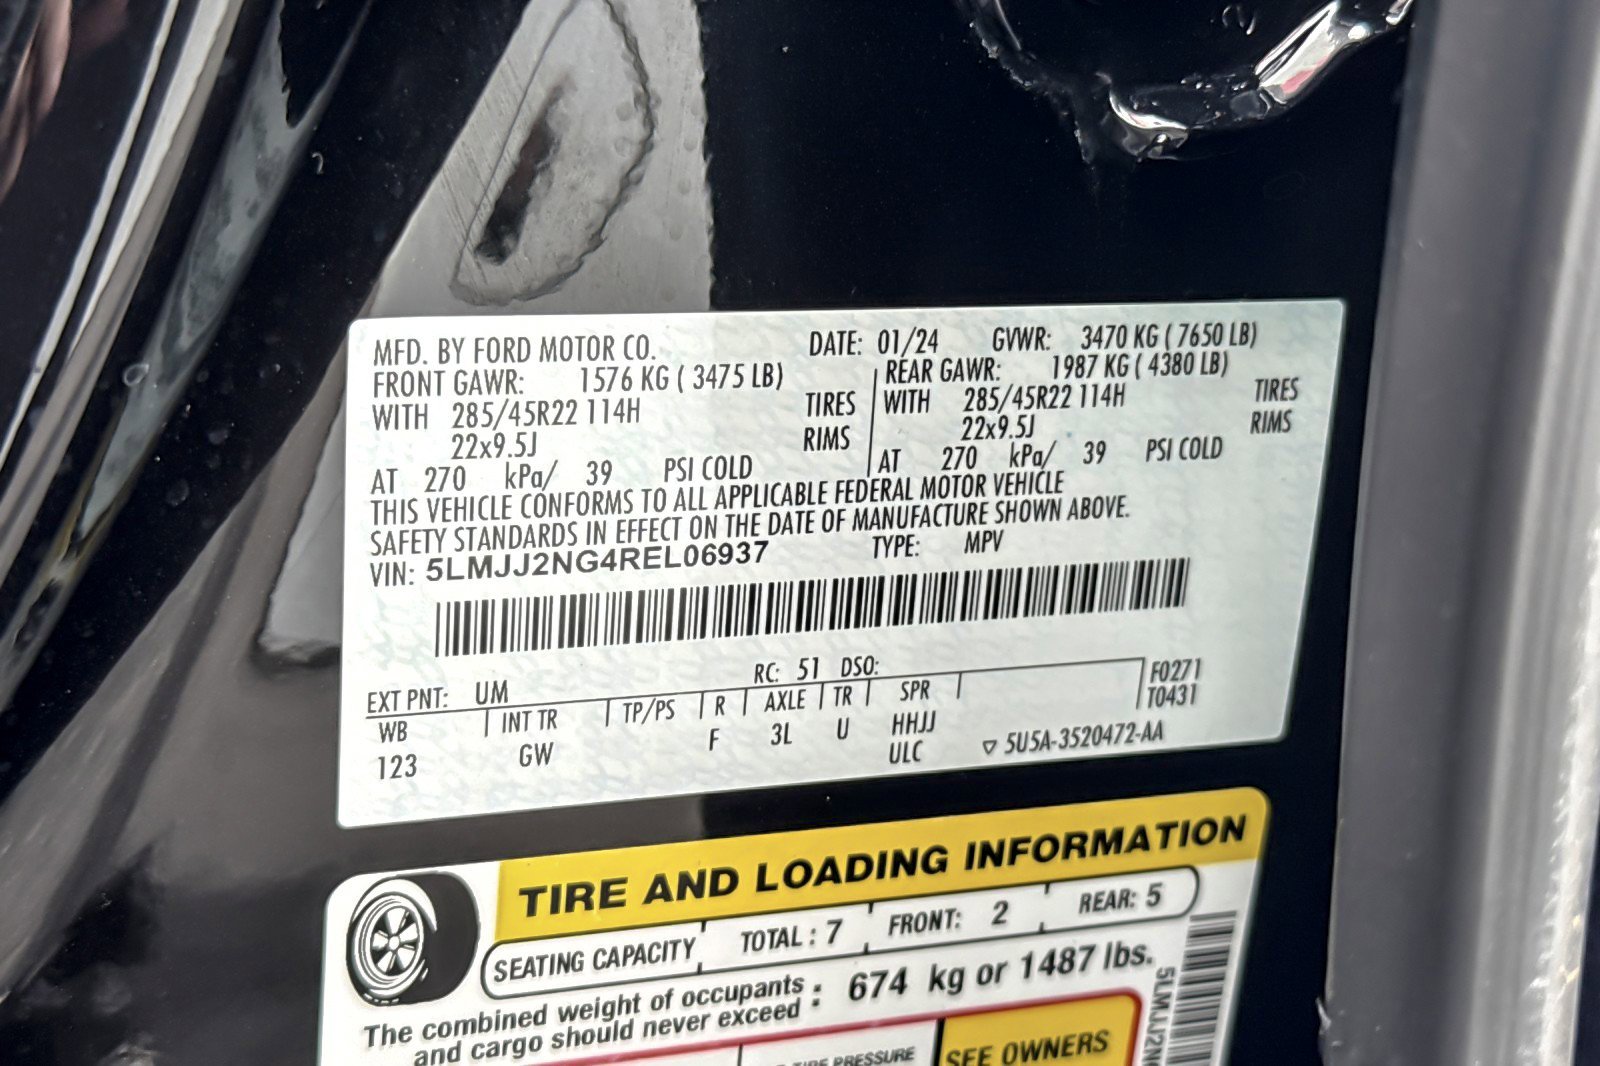 MFD. BY FORD MOTOR CO. DATE: 01/24 GVWR: 3470 KG ( 7650 LB)
FRONT GAWR: 1576 KG ( 3475 LB) REAR GAWR: 1987 KG ( 4380 LB)
WITH 285/45R22 114H TIRES WITH 285/45R22 114H TIRES
22x9.5J RIMS 22x9.5J RIMS
AT 270 kPa/ 39 PSI COLD AT 270 kPa/ 39 PSI COLD
THIS VEHICLE CONFORMS TO ALL APPLICABLE FEDERAL MOTOR VEHICLE
SAFETY STANDARDS IN EFFECT ON THE DATE OF MANUFACTURE SHOWN ABOVE.
VIN: 5LMJJ2NG4REL06937 TYPE: MPV
EXT PNT: UM RC: 51 DSO: F0271
WB INT TR TP/PS R AXLE TR SPR T0431
123 GW F 3L U HHJJ
ULC 5U5A-3520472-AA
TIRE AND LOADING INFORMATION
SEATING CAPACITY TOTAL : 7 FRONT: 2 REAR: 5
The combined weight of occupants
and cargo should never exceed : 674 kg or 1487 lbs.
TIRE PRESSURE SEE OWNERS
5LMJJ2N